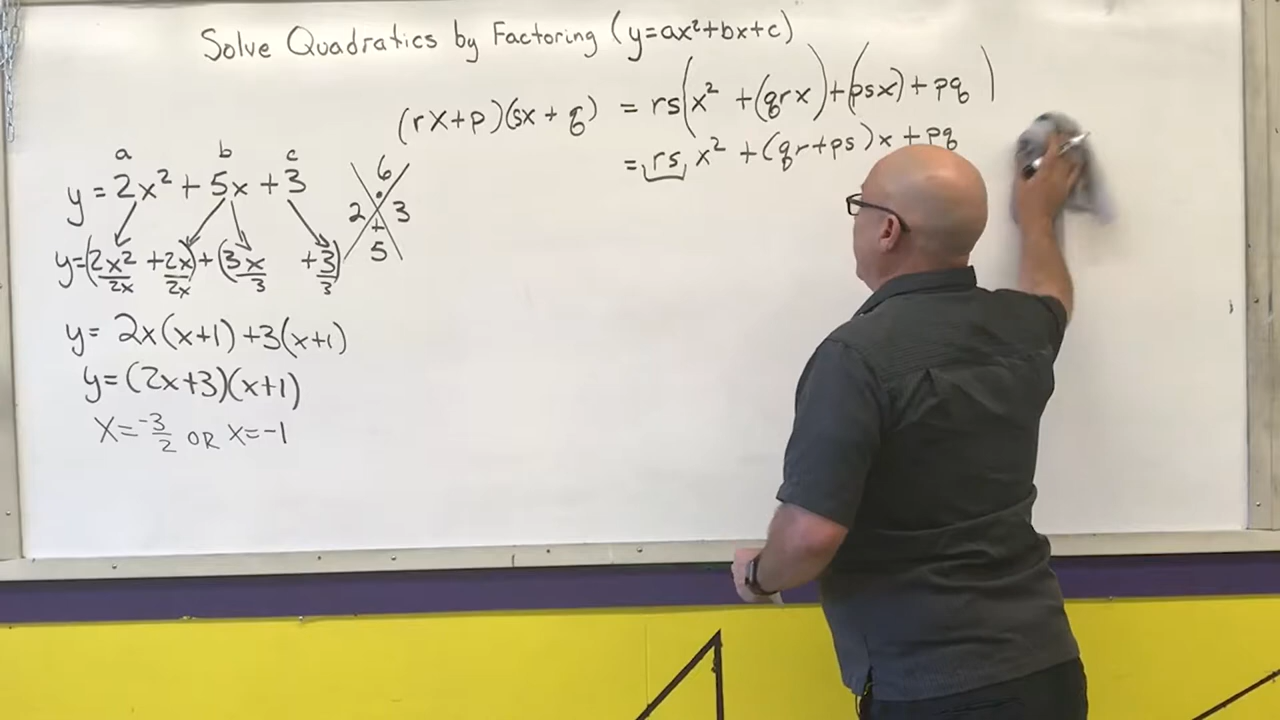 Solve Quadratics by Factoring (y=ax²+bx+c)
(rx+p)(sx+q) = rs(x² +(qrx)+(psx)+pq)
= rs x² +(qr+ps)x+pq
a b c
y=2x²+5x+3
6
2 · 3
+
5
y=(2x²/2x +2x/2x)+(3x/3 +3/3)
y= 2x(x+1)+3(x+1)
y=(2x+3)(x+1)
x=-3/2 OR x=-1